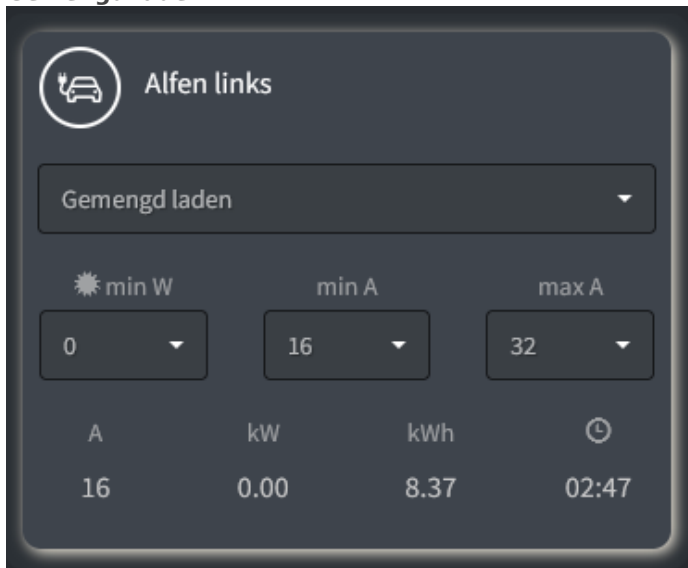 Alfen links
Gemengd laden
min W min A max A
0 16 32
A kW kWh
16 0.00 8.37 02:47